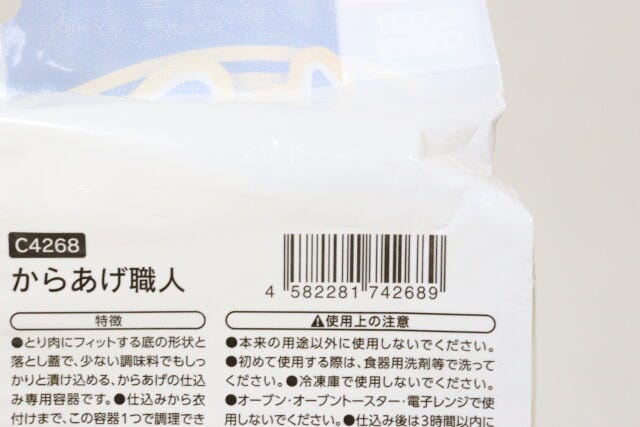 C4268
からあげ職人
4 582281 742689
特徴
●とり肉にフィットする底の形状と
落とし蓋で、少ない調味料でもしっ
かりと漬け込める、からあげの仕込
み専用容器です。●仕込みから衣
付けまで、この容器1つで調理でき
⚠使用上の注意
●本来の用途以外に使用しないでください。
●初めて使用する際は、食器用洗剤等で洗って
ください。●冷凍庫で使用しないでください。
●オーブン・オーブントースター・電子レンジで使
用しないでください。●仕込み後は3時間以内に